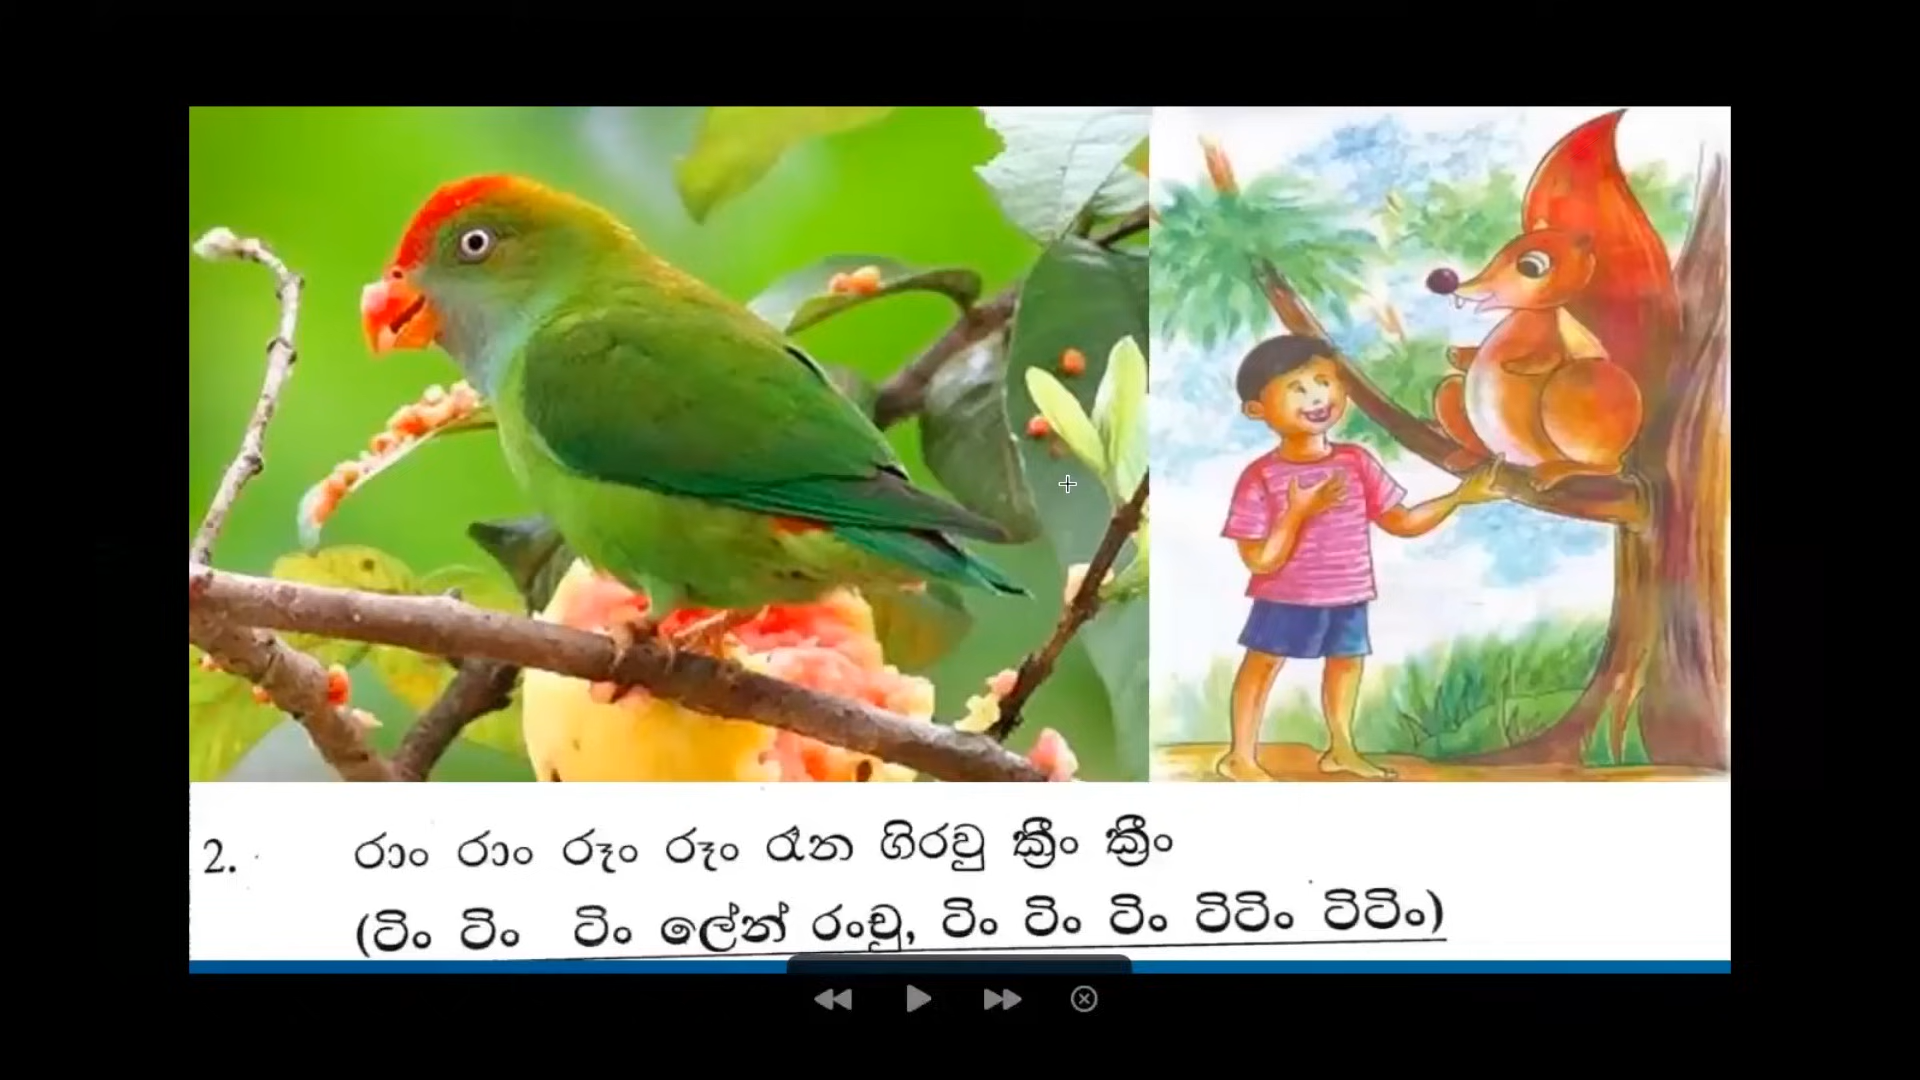 2. රාං රාං රූං රූං රෑන ගිරවු ක්‍රීං ක්‍රීං
(ටිං ටිං ටිං ලේන් රංචු, ටිං ටිං ටිං ටිටිං ටිටිං)